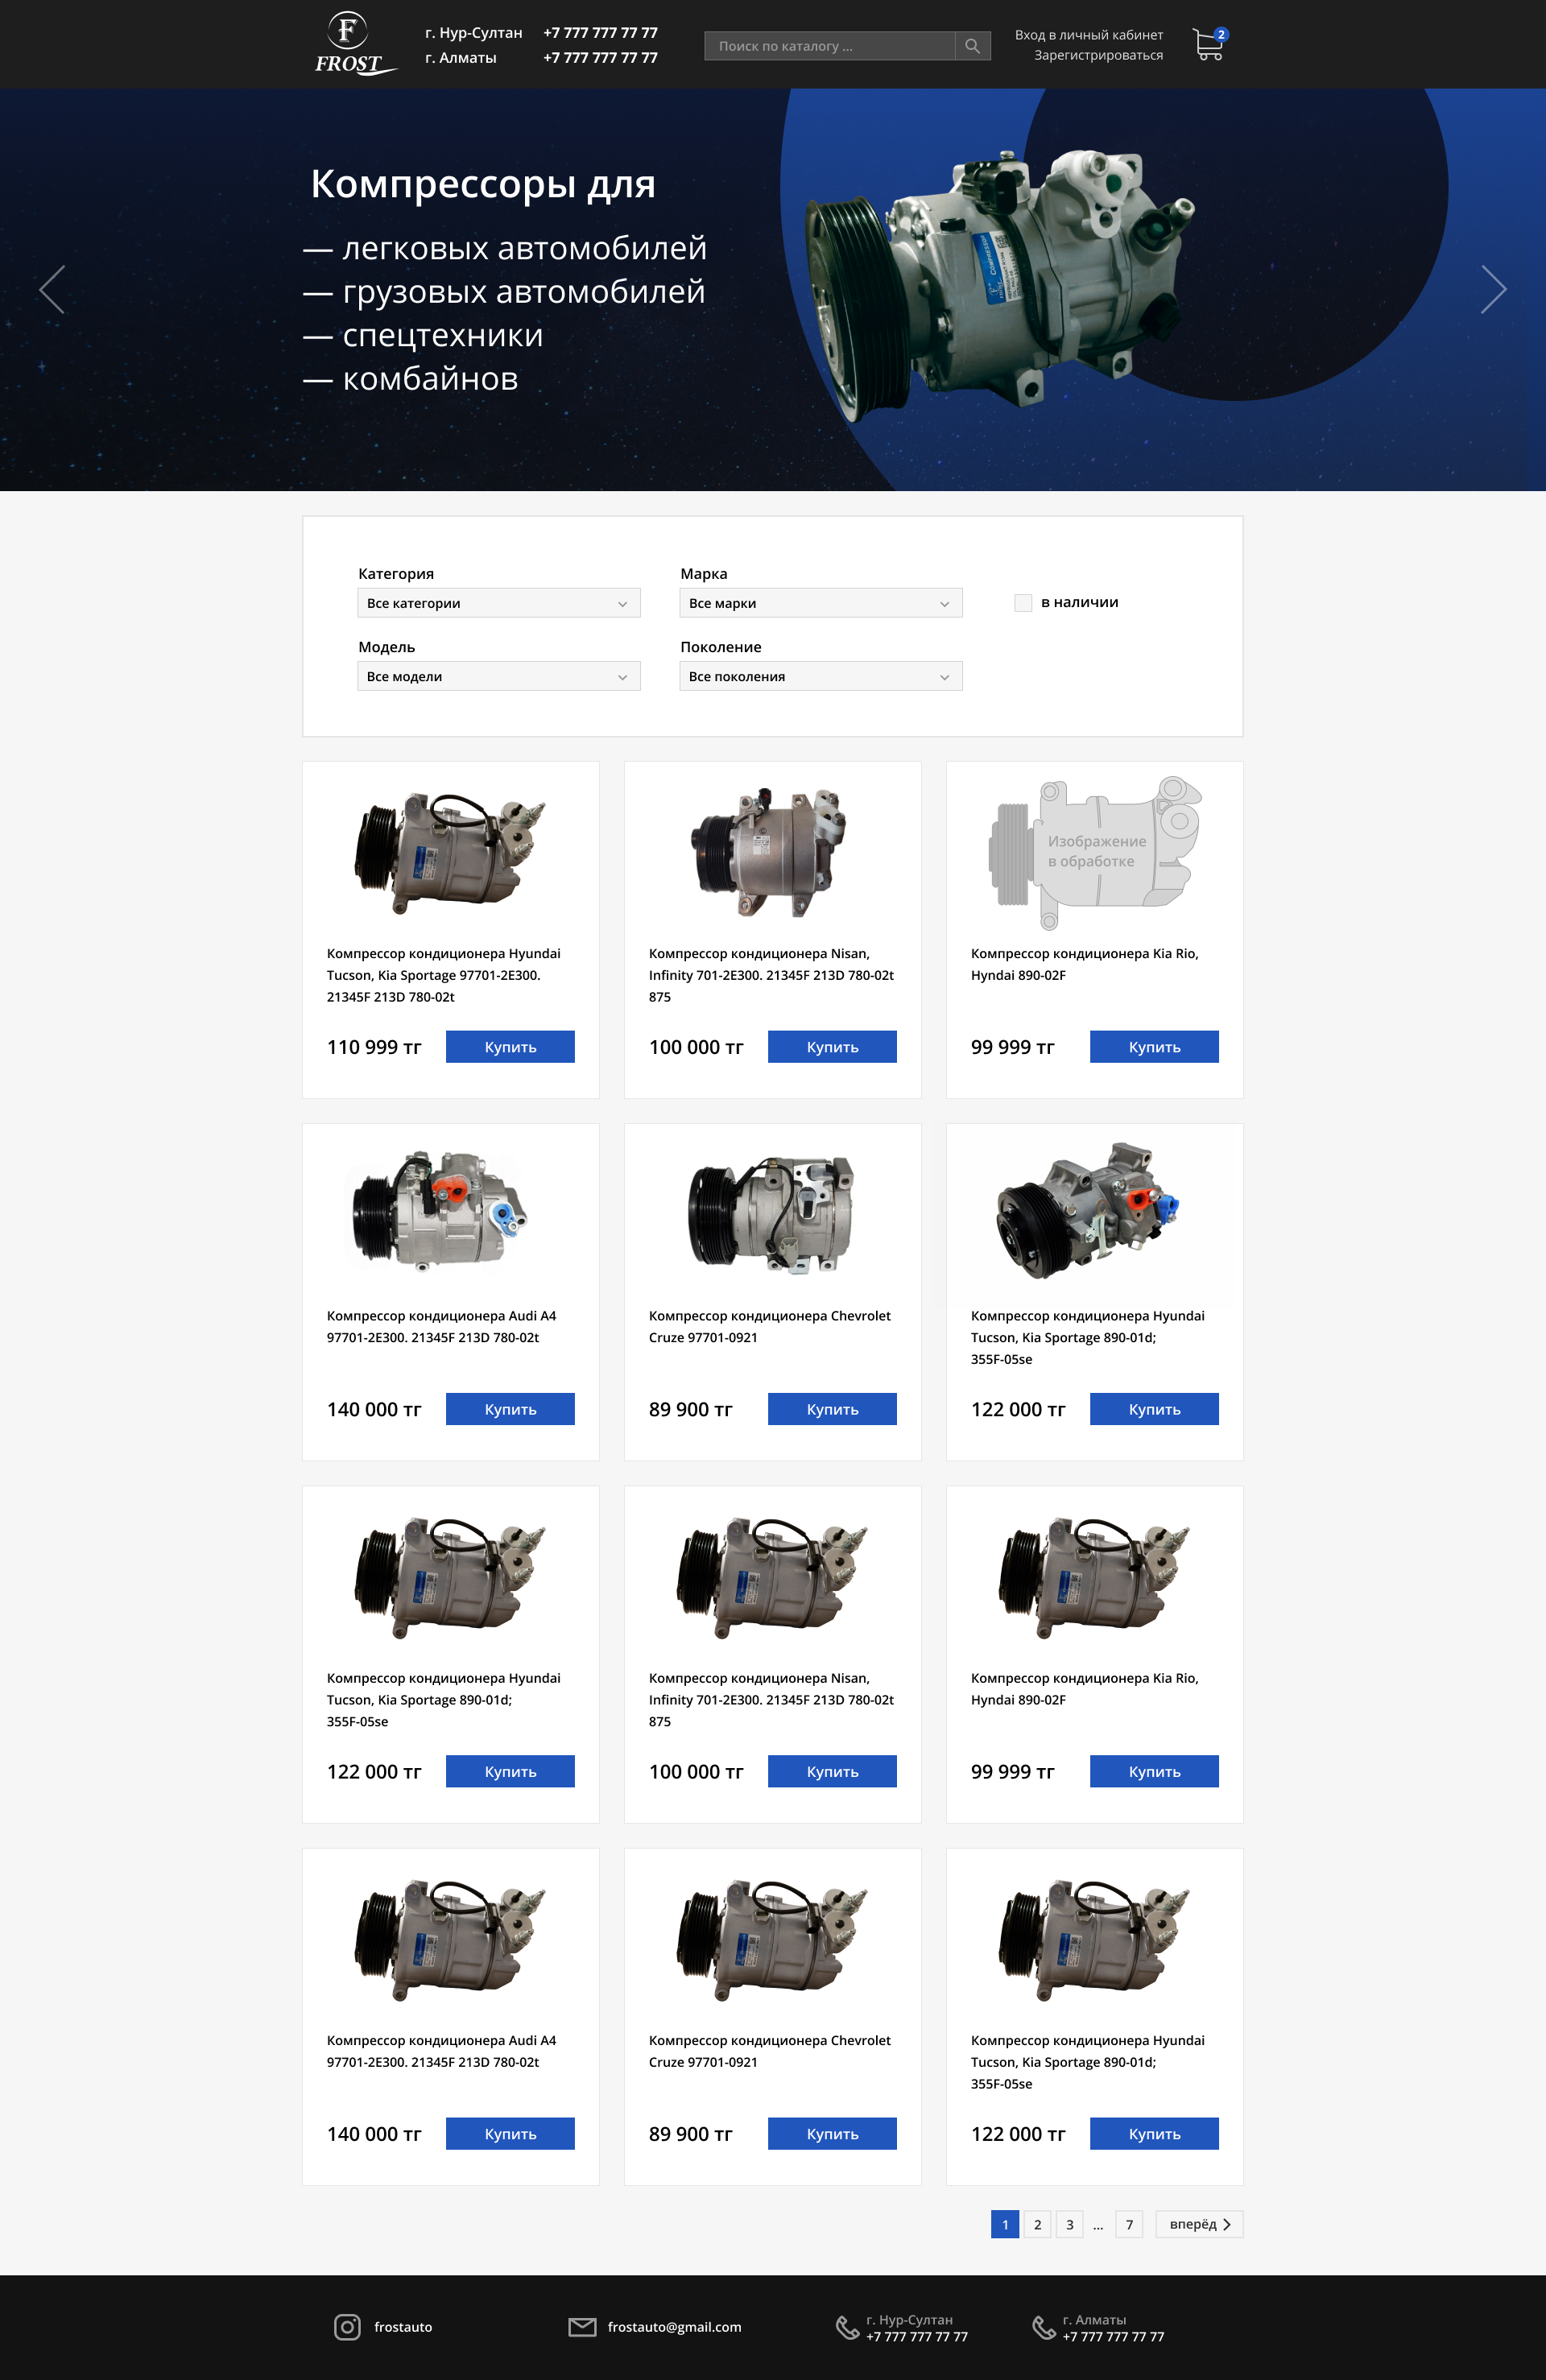 F
FROST
г. Нур-Султан
+7 777 777 77 77
г. Алматы
+7 777 777 77 77
Поиск по каталогу ...
Вход в личный кабинет
Зарегистрироваться
2
Компрессоры для
— легковых автомобилей
— грузовых автомобилей
— спецтехники
— комбайнов
COMPRESSOR
Категория
Все категории
Марка
Все марки
в наличии
Модель
Все модели
Поколение
Все поколения
Изображение
в обработке
Компрессор кондиционера Hyundai
Tucson, Kia Sportage 97701-2E300.
21345F 213D 780-02t
110 999 тг
Купить
Компрессор кондиционера Nisan,
Infinity 701-2E300. 21345F 213D 780-02t
875
100 000 тг
Купить
Компрессор кондиционера Kia Rio,
Hyndai 890-02F
99 999 тг
Купить
Компрессор кондиционера Audi A4
97701-2E300. 21345F 213D 780-02t
140 000 тг
Купить
Компрессор кондиционера Chevrolet
Cruze 97701-0921
89 900 тг
Купить
Компрессор кондиционера Hyundai
Tucson, Kia Sportage 890-01d;
355F-05se
122 000 тг
Купить
Компрессор кондиционера Hyundai
Tucson, Kia Sportage 890-01d;
355F-05se
122 000 тг
Купить
Компрессор кондиционера Nisan,
Infinity 701-2E300. 21345F 213D 780-02t
875
100 000 тг
Купить
Компрессор кондиционера Kia Rio,
Hyndai 890-02F
99 999 тг
Купить
Компрессор кондиционера Audi A4
97701-2E300. 21345F 213D 780-02t
140 000 тг
Купить
Компрессор кондиционера Chevrolet
Cruze 97701-0921
89 900 тг
Купить
Компрессор кондиционера Hyundai
Tucson, Kia Sportage 890-01d;
355F-05se
122 000 тг
Купить
1 2 3 ... 7 вперёд
frostauto
frostauto@gmail.com
г. Нур-Султан
+7 777 777 77 77
г. Алматы
+7 777 777 77 77